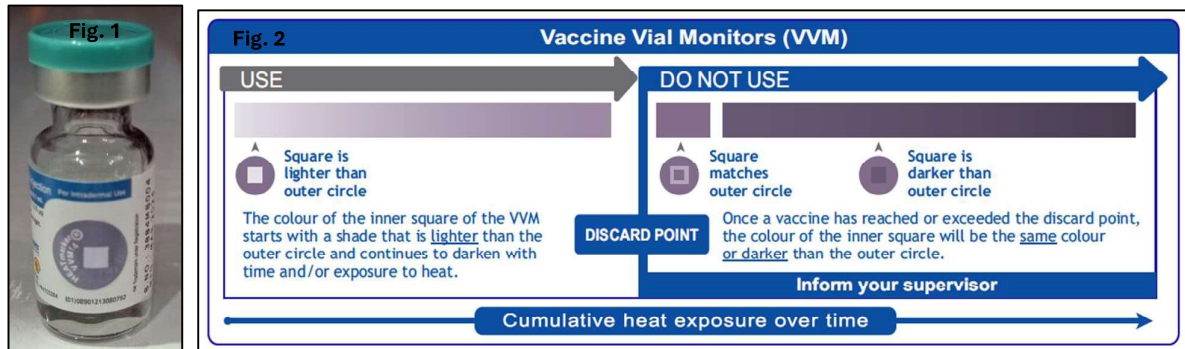 Fig. 1
jection
For Intradermal Use
HEATMARKER
VVM
(01)08901213080792
Fig. 2
Vaccine Vial Monitors (VVM)
USE
DO NOT USE
Square is
lighter than
outer circle
Square
matches
outer circle
Square is
darker than
outer circle
The colour of the inner square of the VVM
starts with a shade that is lighter than the
outer circle and continues to darken with
time and/or exposure to heat.
DISCARD POINT
Once a vaccine has reached or exceeded the discard point,
the colour of the inner square will be the same colour
or darker than the outer circle.
Inform your supervisor
Cumulative heat exposure over time